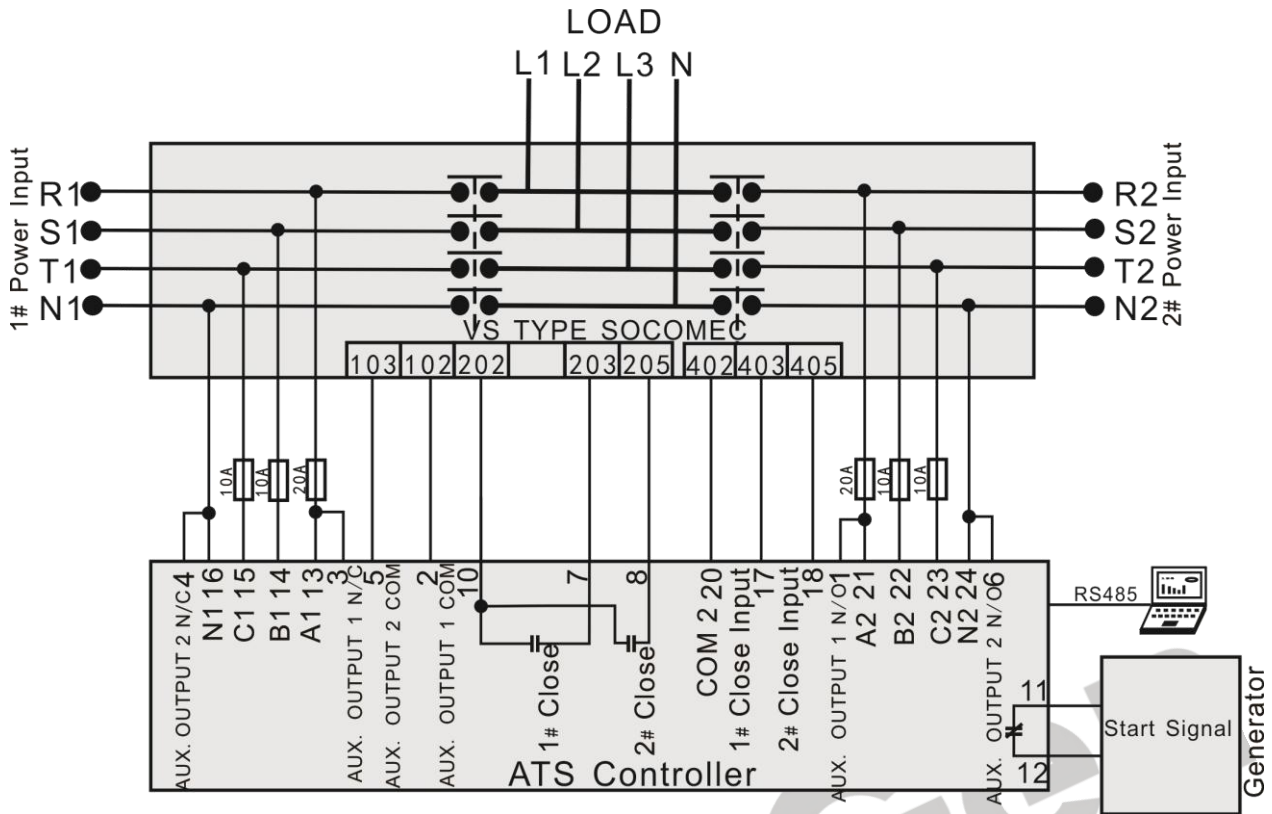 LOAD
L1 L2 L3 N
1# Power Input
R1
S1
T1
N1
R2
S2
T2
N2
2# Power Input
VS TYPE SOCOMEC
103 102 202 203 205 402 403 405
10A 10A 20A
20A 10A 10A
AUX. OUTPUT 2 N/C 4
N1 16
C1 15
B1 14
A1 13
AUX. OUTPUT 1 N/C 3
AUX. OUTPUT 2 COM 5
AUX. OUTPUT 1 COM 2
10
7
8
1# Close
2# Close
COM 2 20
1# Close Input 17
2# Close Input 18
AUX. OUTPUT 1 N/O 1
A2 21
B2 22
C2 23
N2 24
AUX. OUTPUT 2 N/O 6
RS485
11
12
Start Signal
Generator
ATS Controller